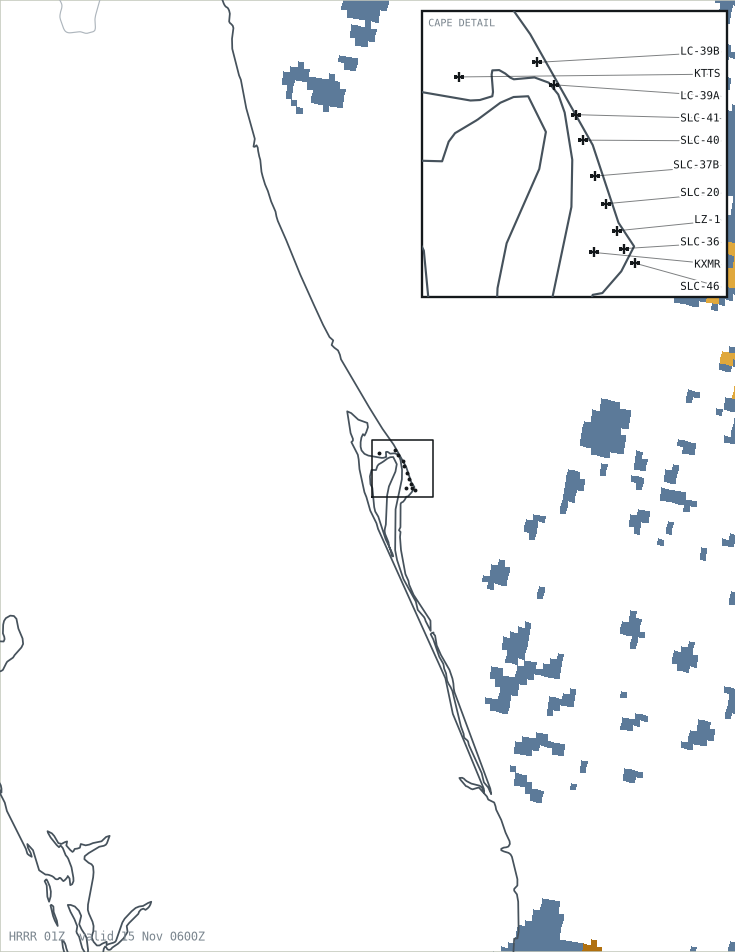 CAPE DETAIL
LC-39B
KTTS
LC-39A
SLC-41
SLC-40
SLC-37B
SLC-20
LZ-1
SLC-36
KXMR
SLC-46
HRRR 01Z valid 15 Nov 0600Z